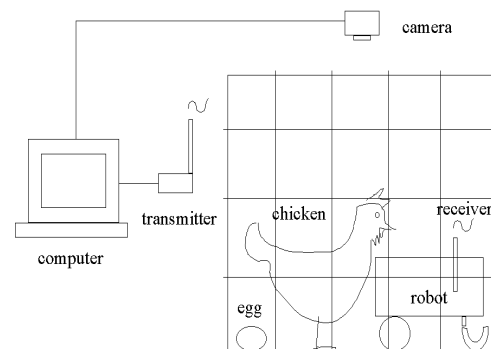 camera
chicken
receiver
transmitter
computer
robot
egg